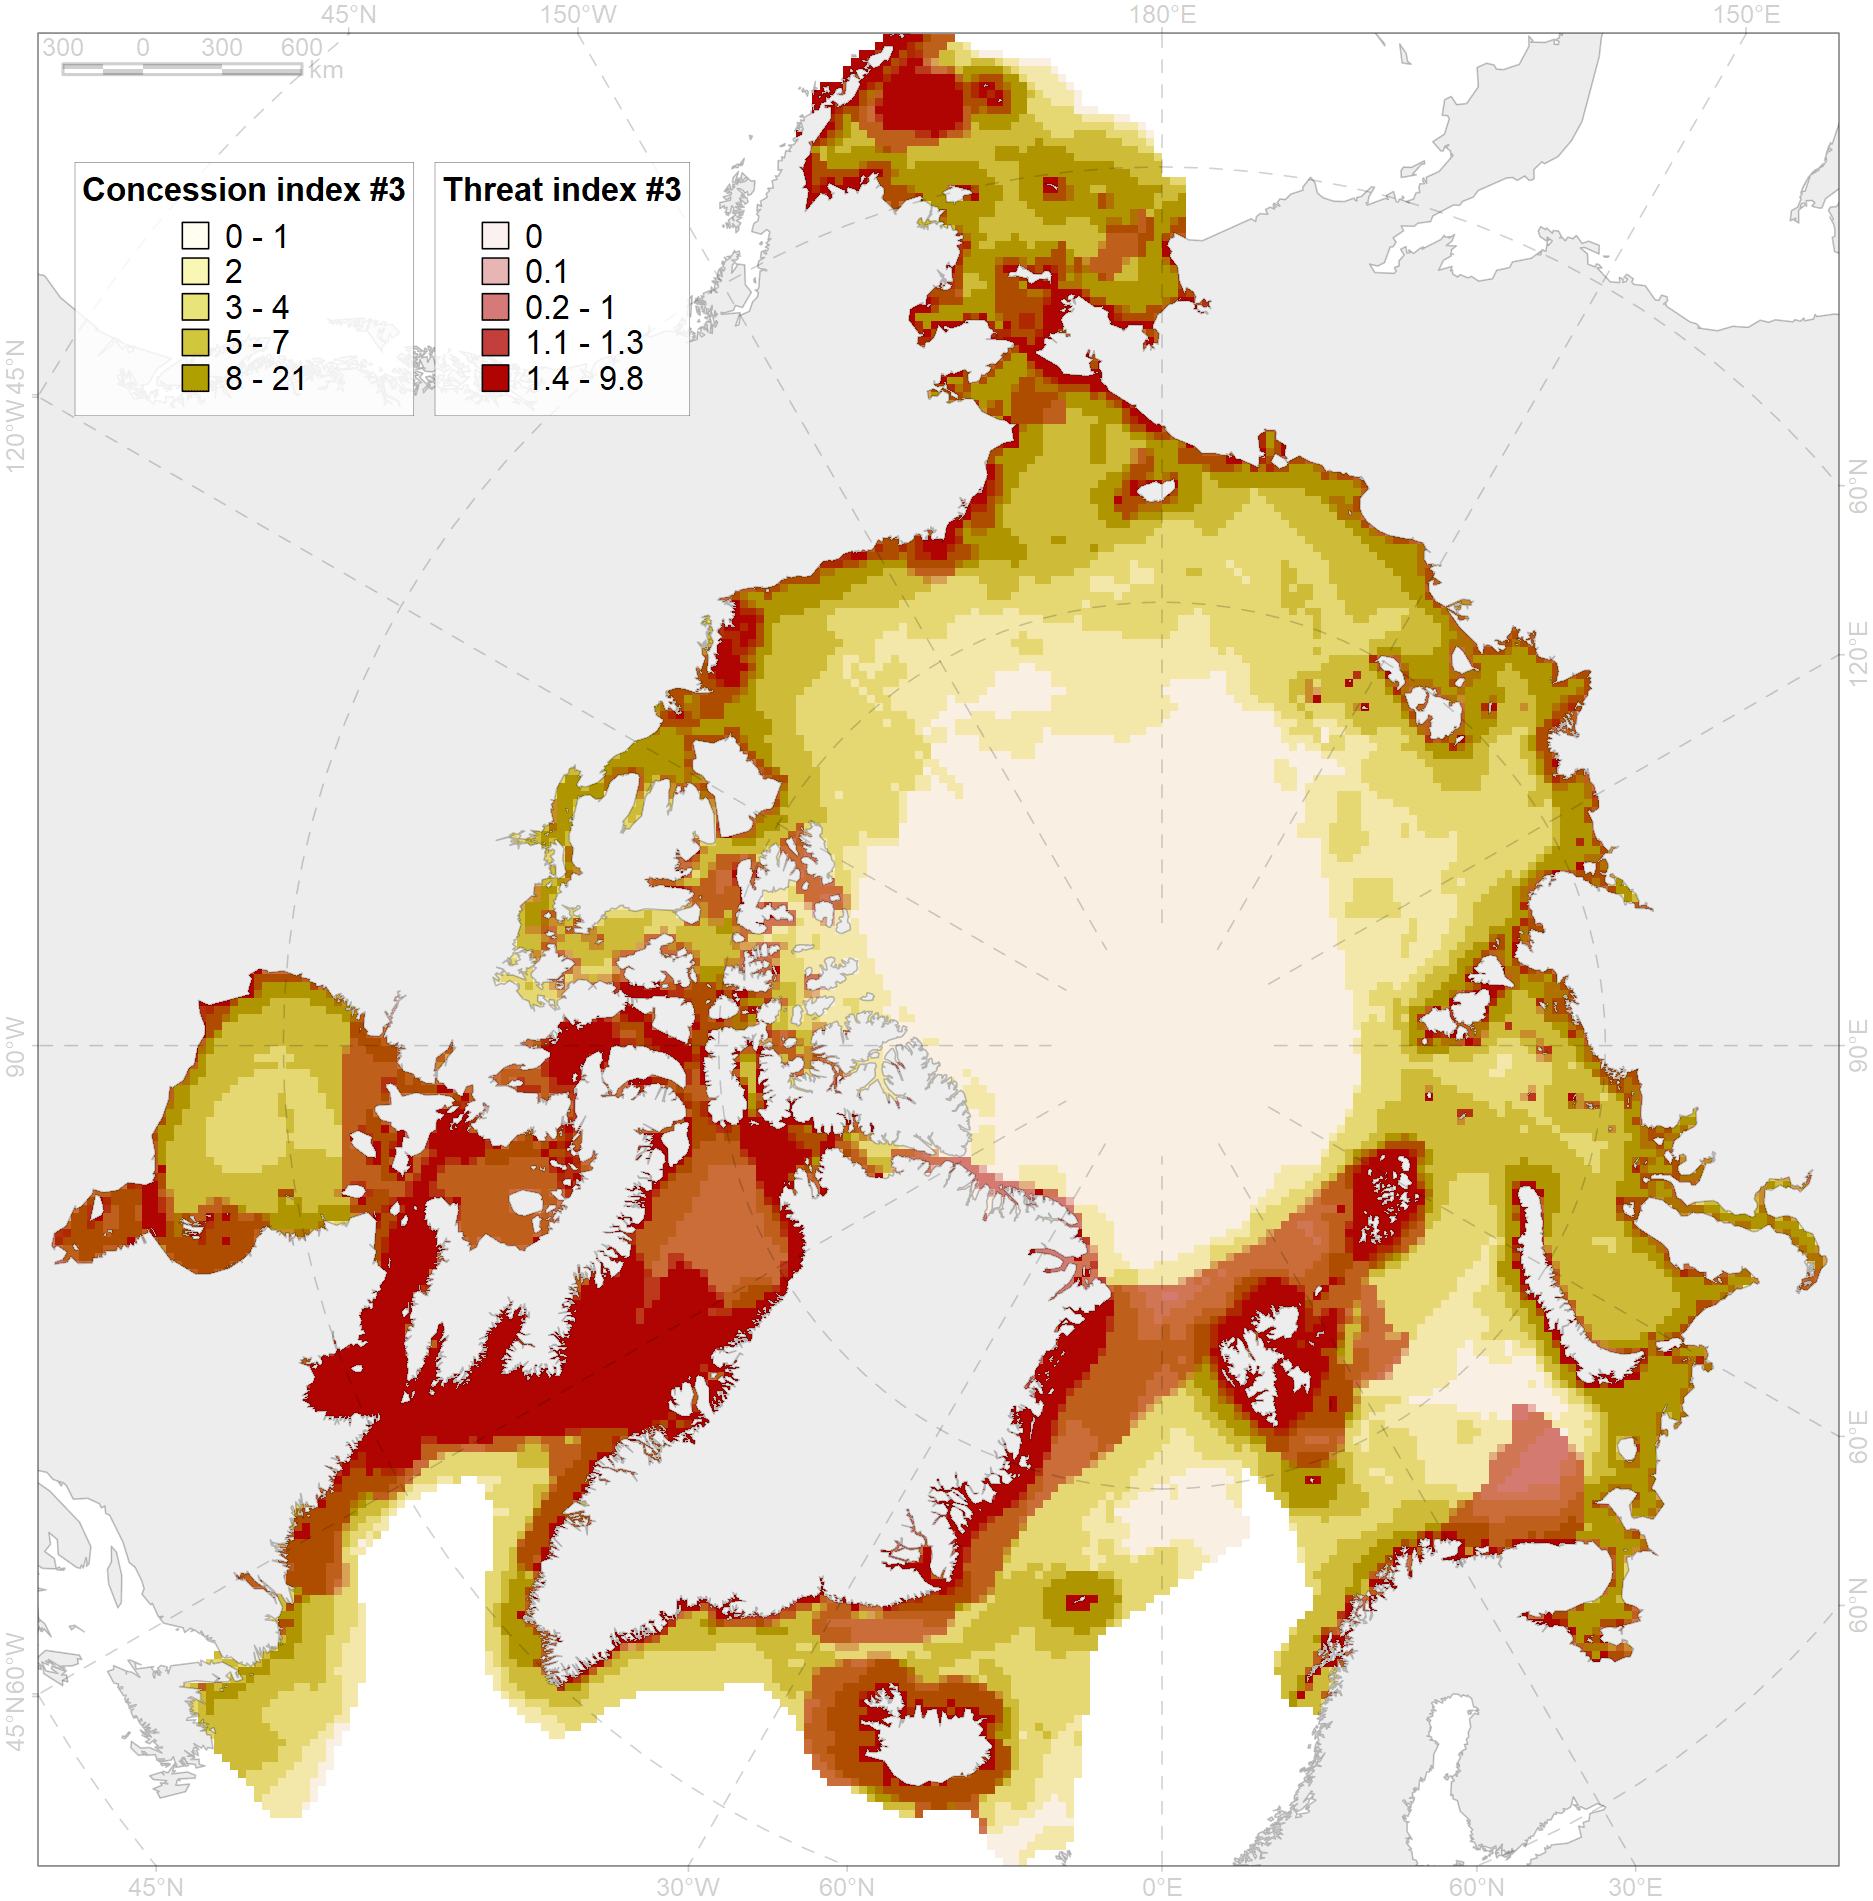 45°N 150°W 180°E 150°E
300 0 300 600
km
Concession index #3
0 - 1
2
3 - 4
5 - 7
8 - 21
Threat index #3
0
0.1
0.2 - 1
1.1 - 1.3
1.4 - 9.8
45°N
120°W
90°W
60°W
45°N
60°N
120°E
90°E
60°E
60°N
45°N 30°W 60°N 0°E 60°N 30°E